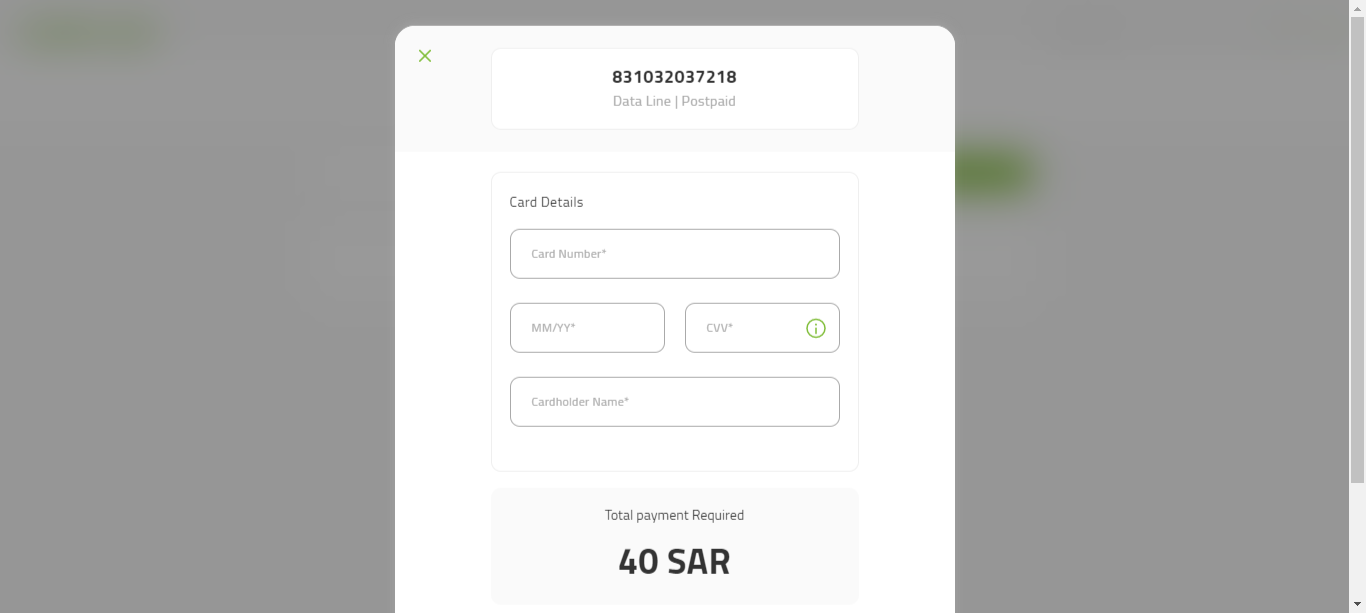 831032037218
Data Line | Postpaid
Card Details
Card Number*
MM/YY*
CVV*
Cardholder Name*
Total payment Required
40 SAR